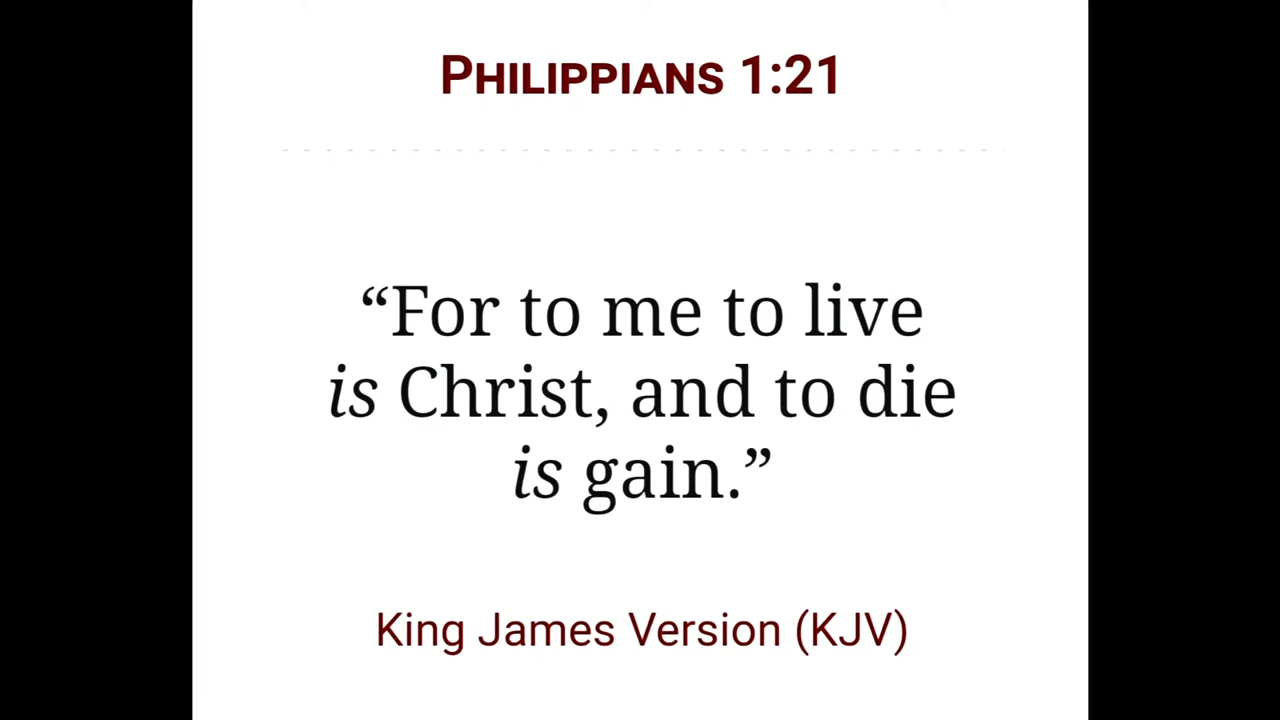 PHILIPPIANS 1:21
“For to me to live
is Christ, and to die
is gain.”
King James Version (KJV)